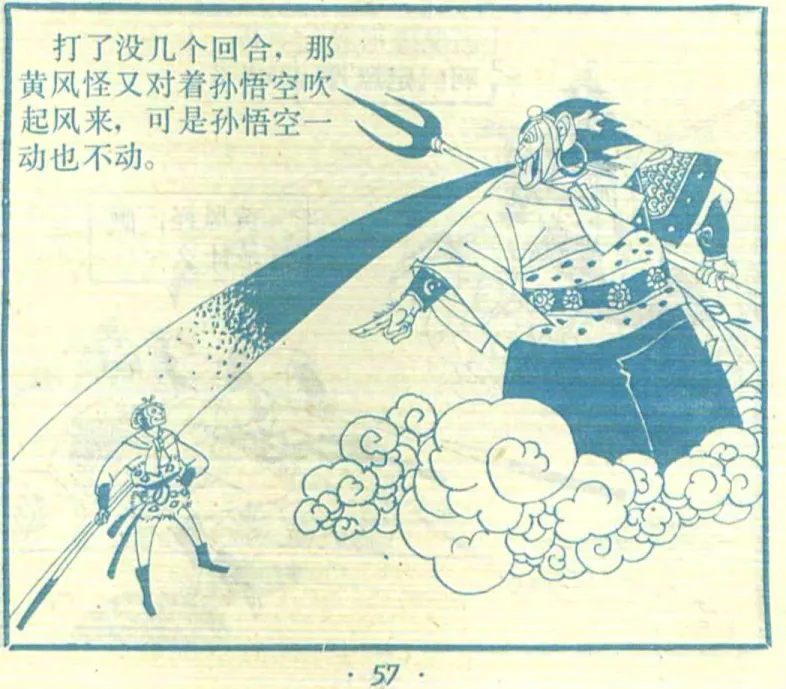 打了没几个回合，那
黄风怪又对着孙悟空吹
起风来，可是孙悟空一
动也不动。
·57·